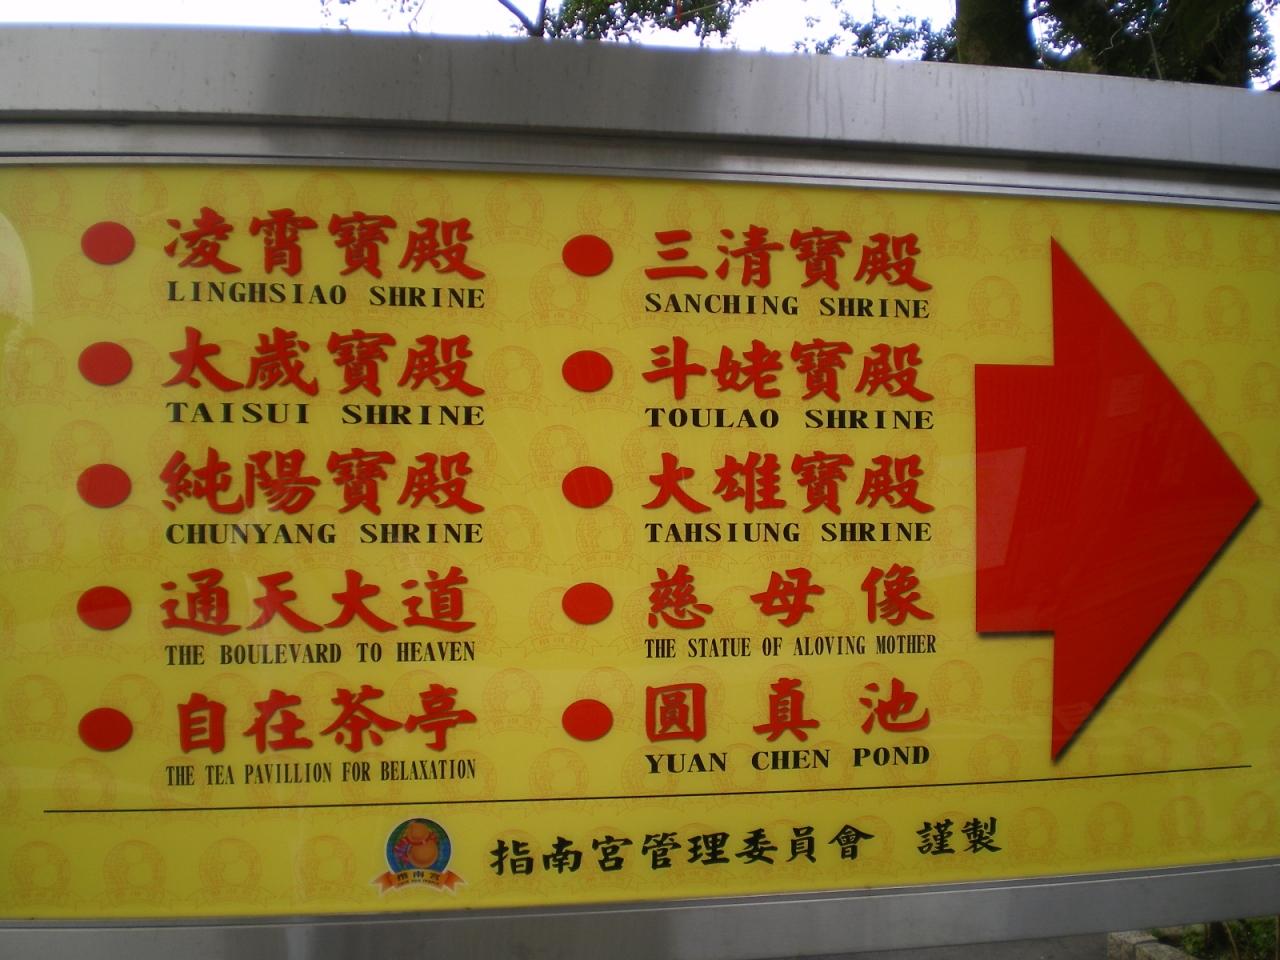 凌霄寶殿
LINGHSIAO SHRINE
太歲寶殿
TAISUI SHRINE
純陽寶殿
CHUNYANG SHRINE
通天大道
THE BOULEVARD TO HEAVEN
自在茶亭
THE TEA PAVILLION FOR BELAXATION
三清寶殿
SANCHING SHRINE
斗姥寶殿
TOULAO SHRINE
大雄寶殿
TAHSIUNG SHRINE
慈母像
THE STATUE OF ALOVING MOTHER
圓真池
YUAN CHEN POND
指南宮
指南宮管理委員會 謹製